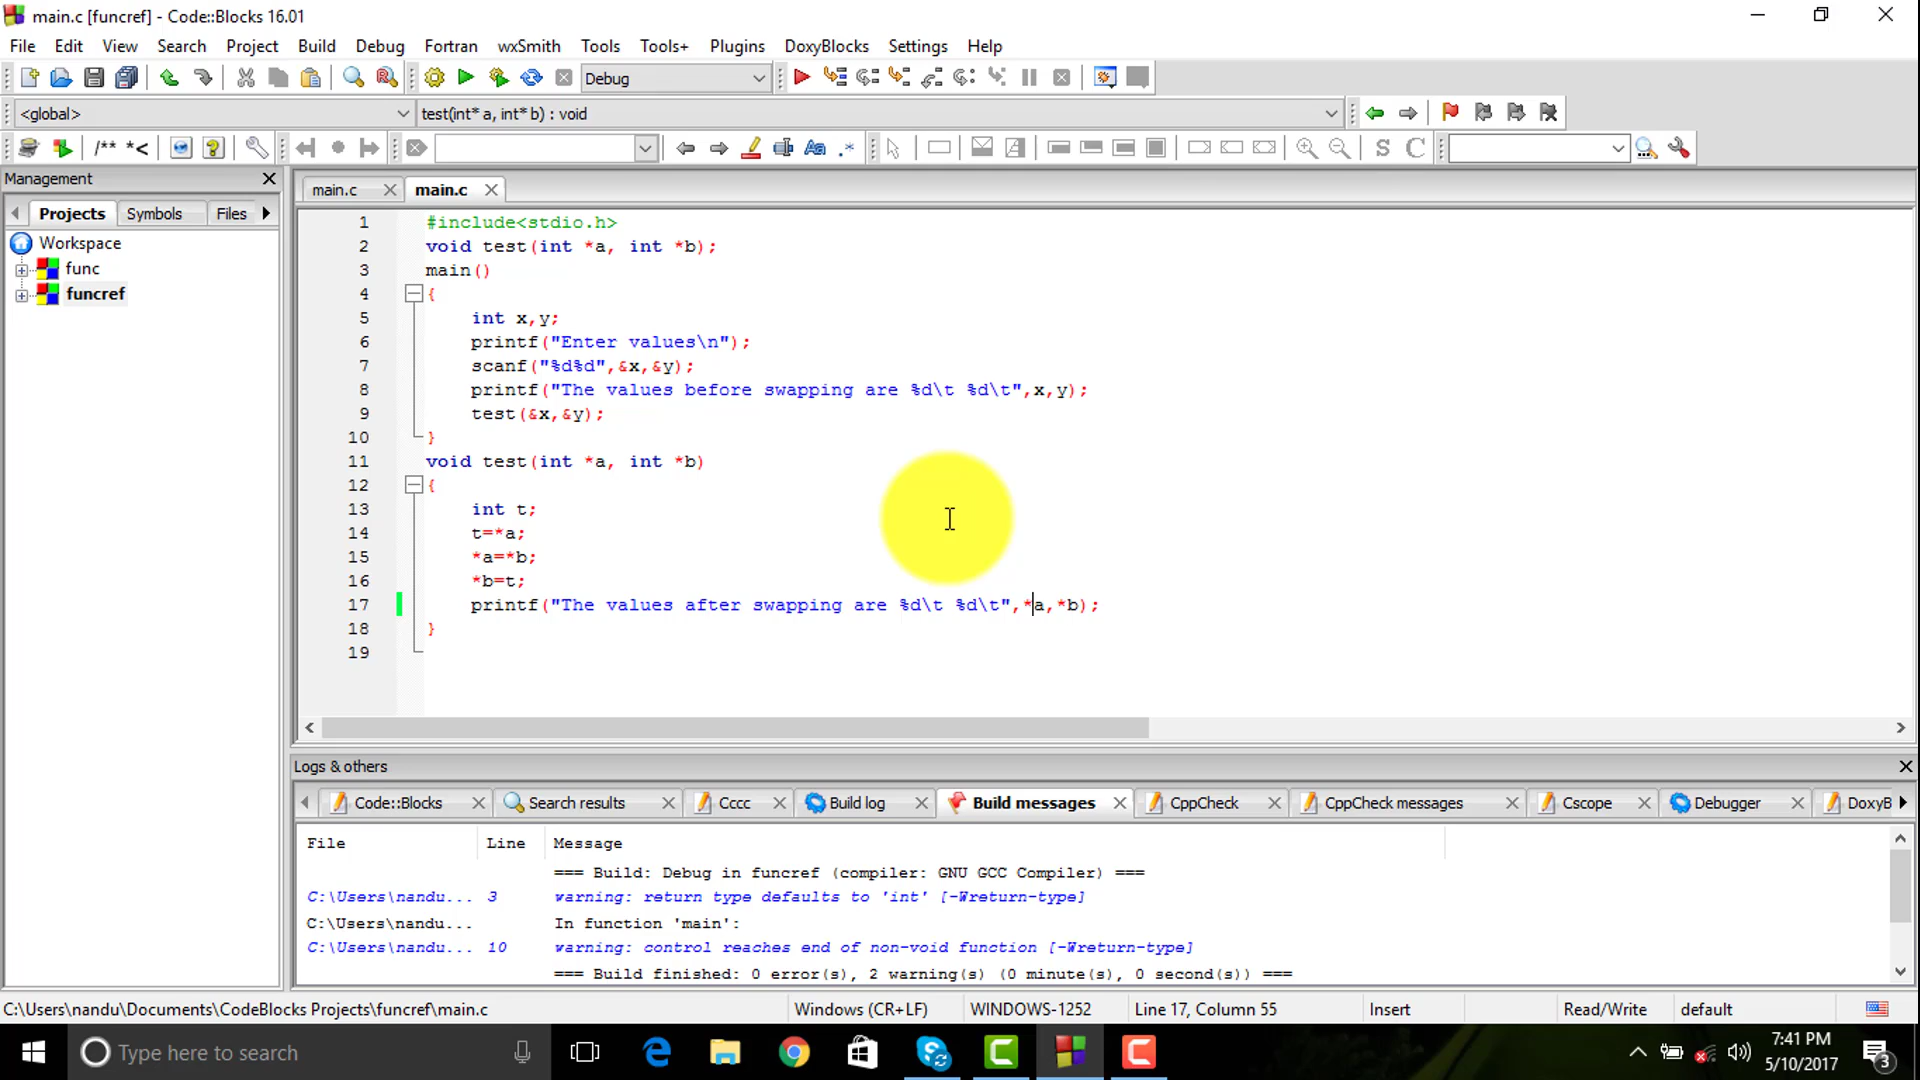 main.c [funcref] - Code::Blocks 16.01
File Edit View Search Project Build Debug Fortran wxSmith Tools Tools+ Plugins DoxyBlocks Settings Help
Debug
<global> test(int* a, int* b) : void
/** *< Aa .* S C
Management
Projects Symbols Files
Workspace
func
funcref
main.c main.c
1 #include<stdio.h>
2 void test(int *a, int *b);
3 main()
4 {
5 int x,y;
6 printf("Enter values\n");
7 scanf("%d%d",&x,&y);
8 printf("The values before swapping are %d\t %d\t",x,y);
9 test(&x,&y);
10 }
11 void test(int *a, int *b)
12 {
13 int t;
14 t=*a;
15 *a=*b;
16 *b=t;
17 printf("The values after swapping are %d\t %d\t",*a,*b);
18 }
19
Logs & others
Code::Blocks Search results Cccc Build log Build messages CppCheck CppCheck messages Cscope Debugger DoxyB
File Line Message
=== Build: Debug in funcref (compiler: GNU GCC Compiler) ===
C:\Users\nandu... 3 warning: return type defaults to 'int' [-Wreturn-type]
C:\Users\nandu... In function 'main':
C:\Users\nandu... 10 warning: control reaches end of non-void function [-Wreturn-type]
=== Build finished: 0 error(s), 2 warning(s) (0 minute(s), 0 second(s)) ===
C:\Users\nandu\Documents\CodeBlocks Projects\funcref\main.c Windows (CR+LF) WINDOWS-1252 Line 17, Column 55 Insert Read/Write default
Type here to search
7:41 PM
5/10/2017
3